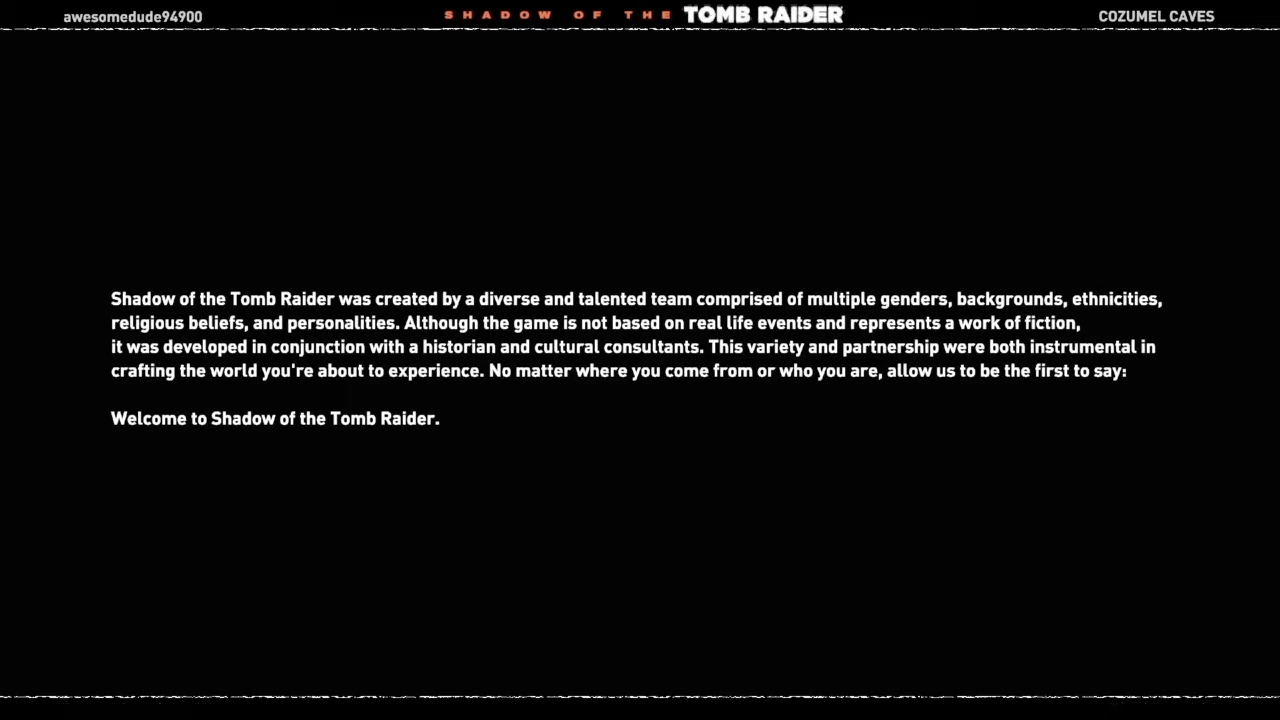 awesomedude94900
SHADOW OF THE TOMB RAIDER
COZUMEL CAVES
Shadow of the Tomb Raider was created by a diverse and talented team comprised of multiple genders, backgrounds, ethnicities,
religious beliefs, and personalities. Although the game is not based on real life events and represents a work of fiction,
it was developed in conjunction with a historian and cultural consultants. This variety and partnership were both instrumental in
crafting the world you're about to experience. No matter where you come from or who you are, allow us to be the first to say:
Welcome to Shadow of the Tomb Raider.